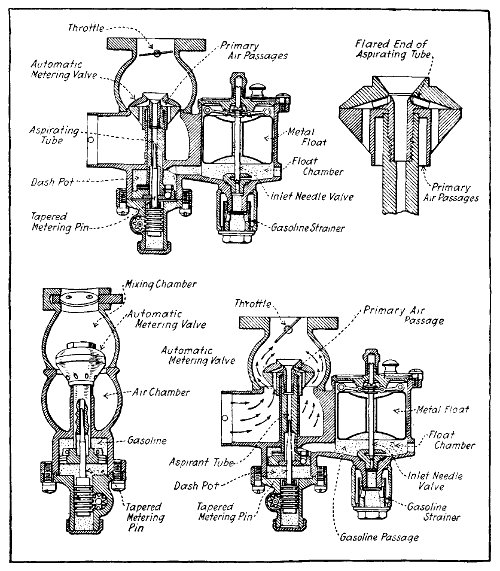 Throttle
Primary
Air Passages
Automatic
Metering Valve
Aspirating
Tube
Metal
Float
Float
Chamber
Dash Pot
Inlet Needle Valve
Tapered
Metering Pin
Gasoline Strainer
Flared End of
Aspirating Tube
Primary
Air Passages
Mixing Chamber
Automatic
Metering Valve
Air Chamber
Gasoline
Tapered
Metering
Pin
Throttle
Primary Air
Passage
Automatic
Metering Valve
Metal Float
Float
Chamber
Aspirant Tube
Inlet Needle
Valve
Dash Pot
Tapered
Metering Pin
Gasoline
Strainer
Gasoline Passage